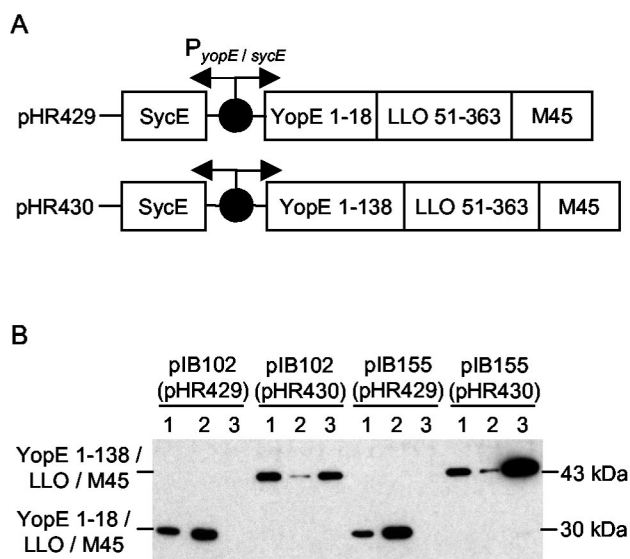 A
P yopE / sycE
pHR429 SycE YopE 1-18 LLO 51-363 M45
pHR430 SycE YopE 1-138 LLO 51-363 M45
B
pIB102 pIB102 pIB155 pIB155
(pHR429) (pHR430) (pHR429) (pHR430)
1 2 3 1 2 3 1 2 3 1 2 3
YopE 1-138 /
LLO / M45
43 kDa
YopE 1-18 /
LLO / M45
30 kDa